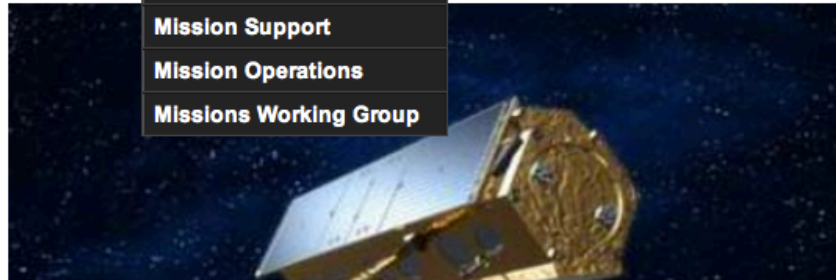 Mission Support
Mission Operations
Missions Working Group